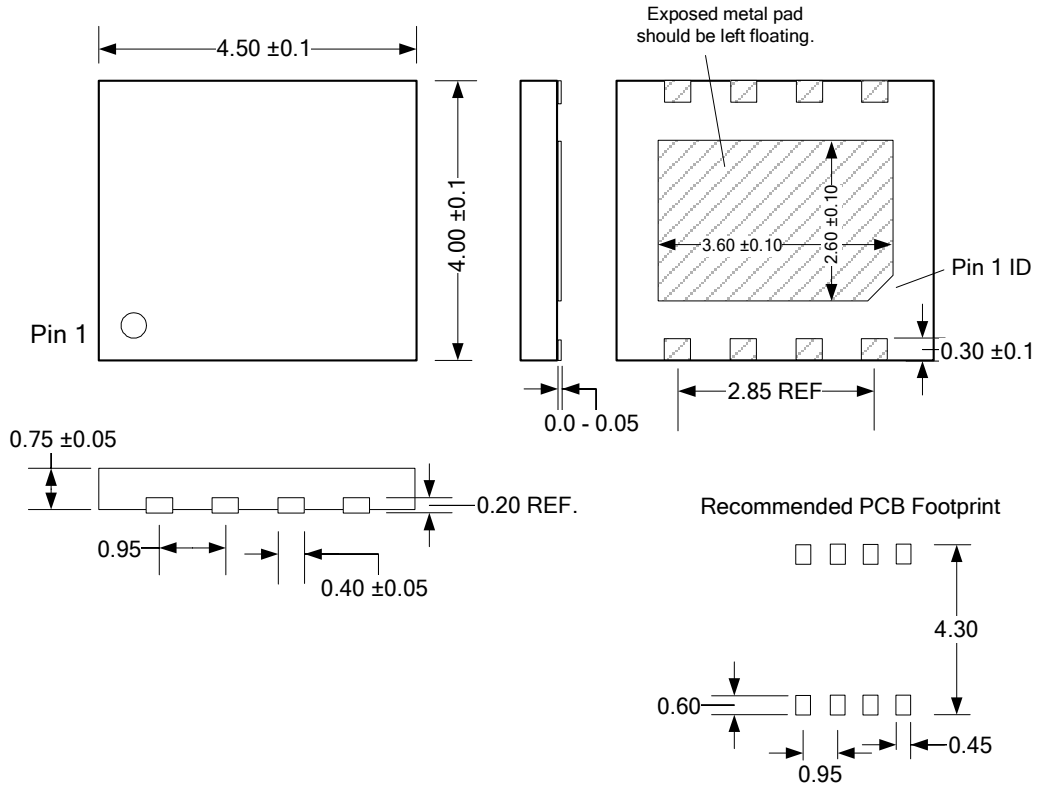 Exposed metal pad
should be left floating.
4.50 ±0.1
4.00 ±0.1
2.60 ±0.10
3.60 ±0.10
Pin 1 ID
Pin 1
0.30 ±0.1
2.85 REF
0.0 - 0.05
0.75 ±0.05
0.20 REF.
0.95
0.40 ±0.05
Recommended PCB Footprint
4.30
0.60
0.45
0.95